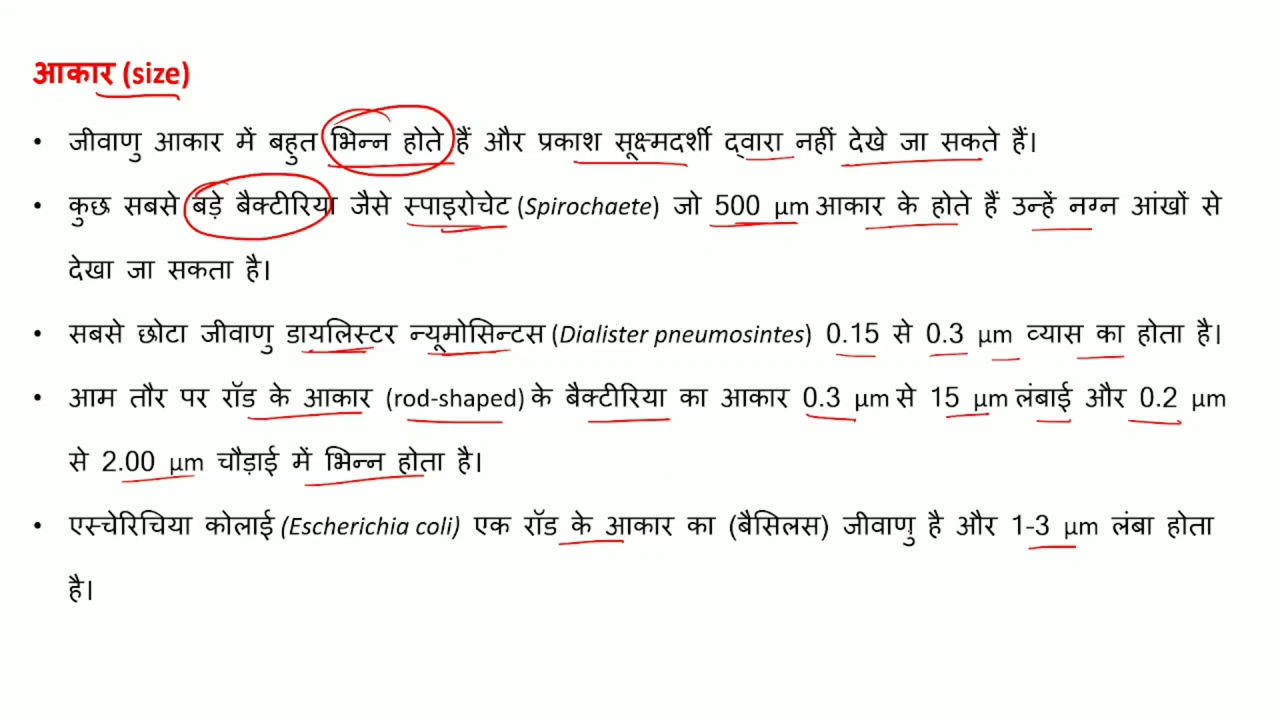 आकार (size)
• जीवाणु आकार में बहुत भिन्न होते हैं और प्रकाश सूक्ष्मदर्शी द्वारा नहीं देखे जा सकते हैं।
• कुछ सबसे बड़े बैक्टीरिया जैसे स्पाइरोचेट (Spirochaete) जो 500 µm आकार के होते हैं उन्हें नग्न आंखों से
देखा जा सकता है।
• सबसे छोटा जीवाणु डायलिस्टर न्यूमोसिन्टस (Dialister pneumosintes) 0.15 से 0.3 µm व्यास का होता है।
• आम तौर पर रॉड के आकार (rod-shaped) के बैक्टीरिया का आकार 0.3 µm से 15 µm लंबाई और 0.2 µm
से 2.00 µm चौड़ाई में भिन्न होता है।
• एस्चेरिचिया कोलाई (Escherichia coli) एक रॉड के आकार का (बैसिलस) जीवाणु है और 1-3 µm लंबा होता
है।